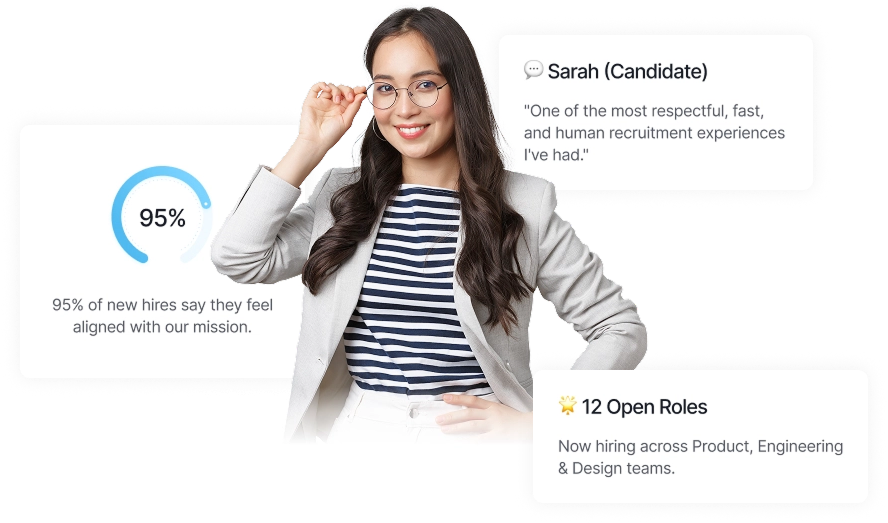 💬 Sarah (Candidate)
"One of the most respectful, fast,
and human recruitment experiences
I've had."
95%
95% of new hires say they feel
aligned with our mission.
🌟 12 Open Roles
Now hiring across Product, Engineering
& Design teams.